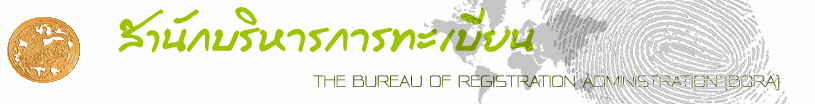 สำนักบริหารการทะเบียน
THE BUREAU OF REGISTRATION ADMINISTRATION (BORA)